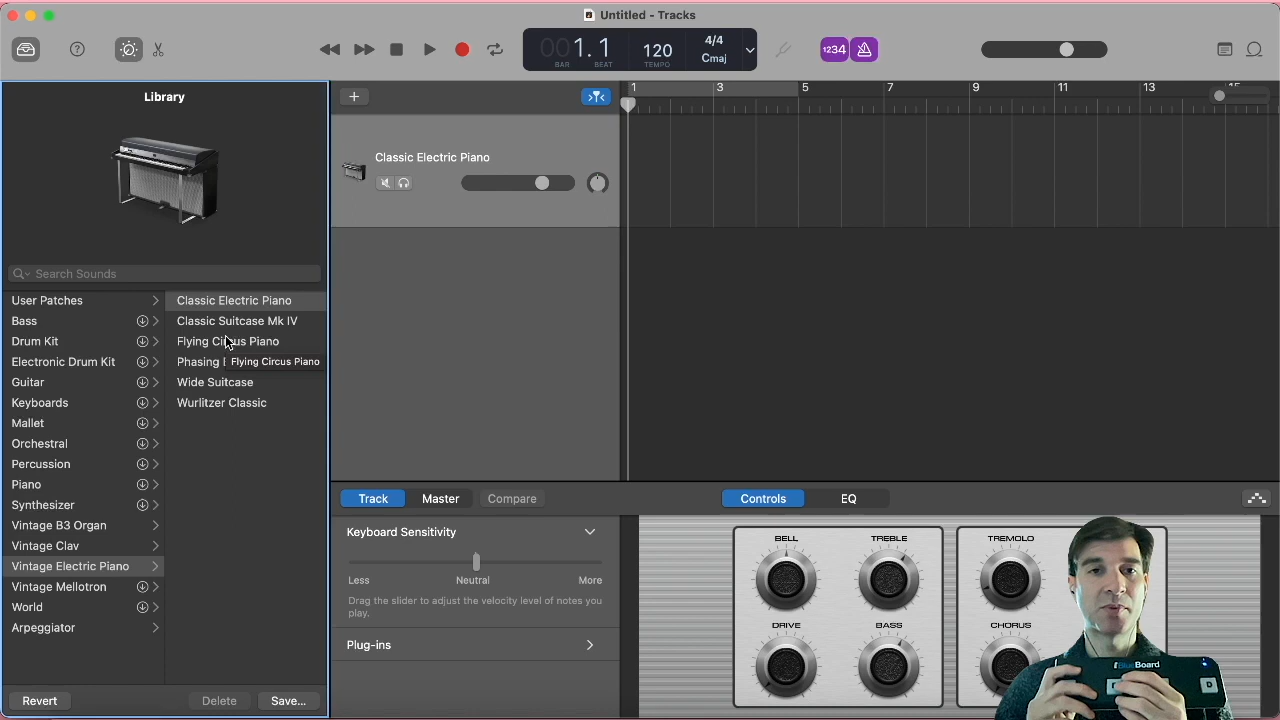 Untitled - Tracks
001.1
BAR
BEAT
120
TEMPO
4/4
Cmaj
1234
Library
Search Sounds
User Patches
Bass
Drum Kit
Electronic Drum Kit
Guitar
Keyboards
Mallet
Orchestral
Percussion
Piano
Synthesizer
Vintage B3 Organ
Vintage Clav
Vintage Electric Piano
Vintage Mellotron
World
Arpeggiator
Classic Electric Piano
Classic Suitcase Mk IV
Flying Circus Piano
Phasing
Flying Circus Piano
Wide Suitcase
Wurlitzer Classic
Revert
Delete
Save...
Classic Electric Piano
1
3
5
7
9
11
13
15
Track
Master
Compare
Controls
EQ
Keyboard Sensitivity
Less
Neutral
More
Drag the slider to adjust the velocity level of notes you
play.
Plug-ins
BELL
TREBLE
TREMOLO
DRIVE
BASS
CHORUS
iBlueBoard
D